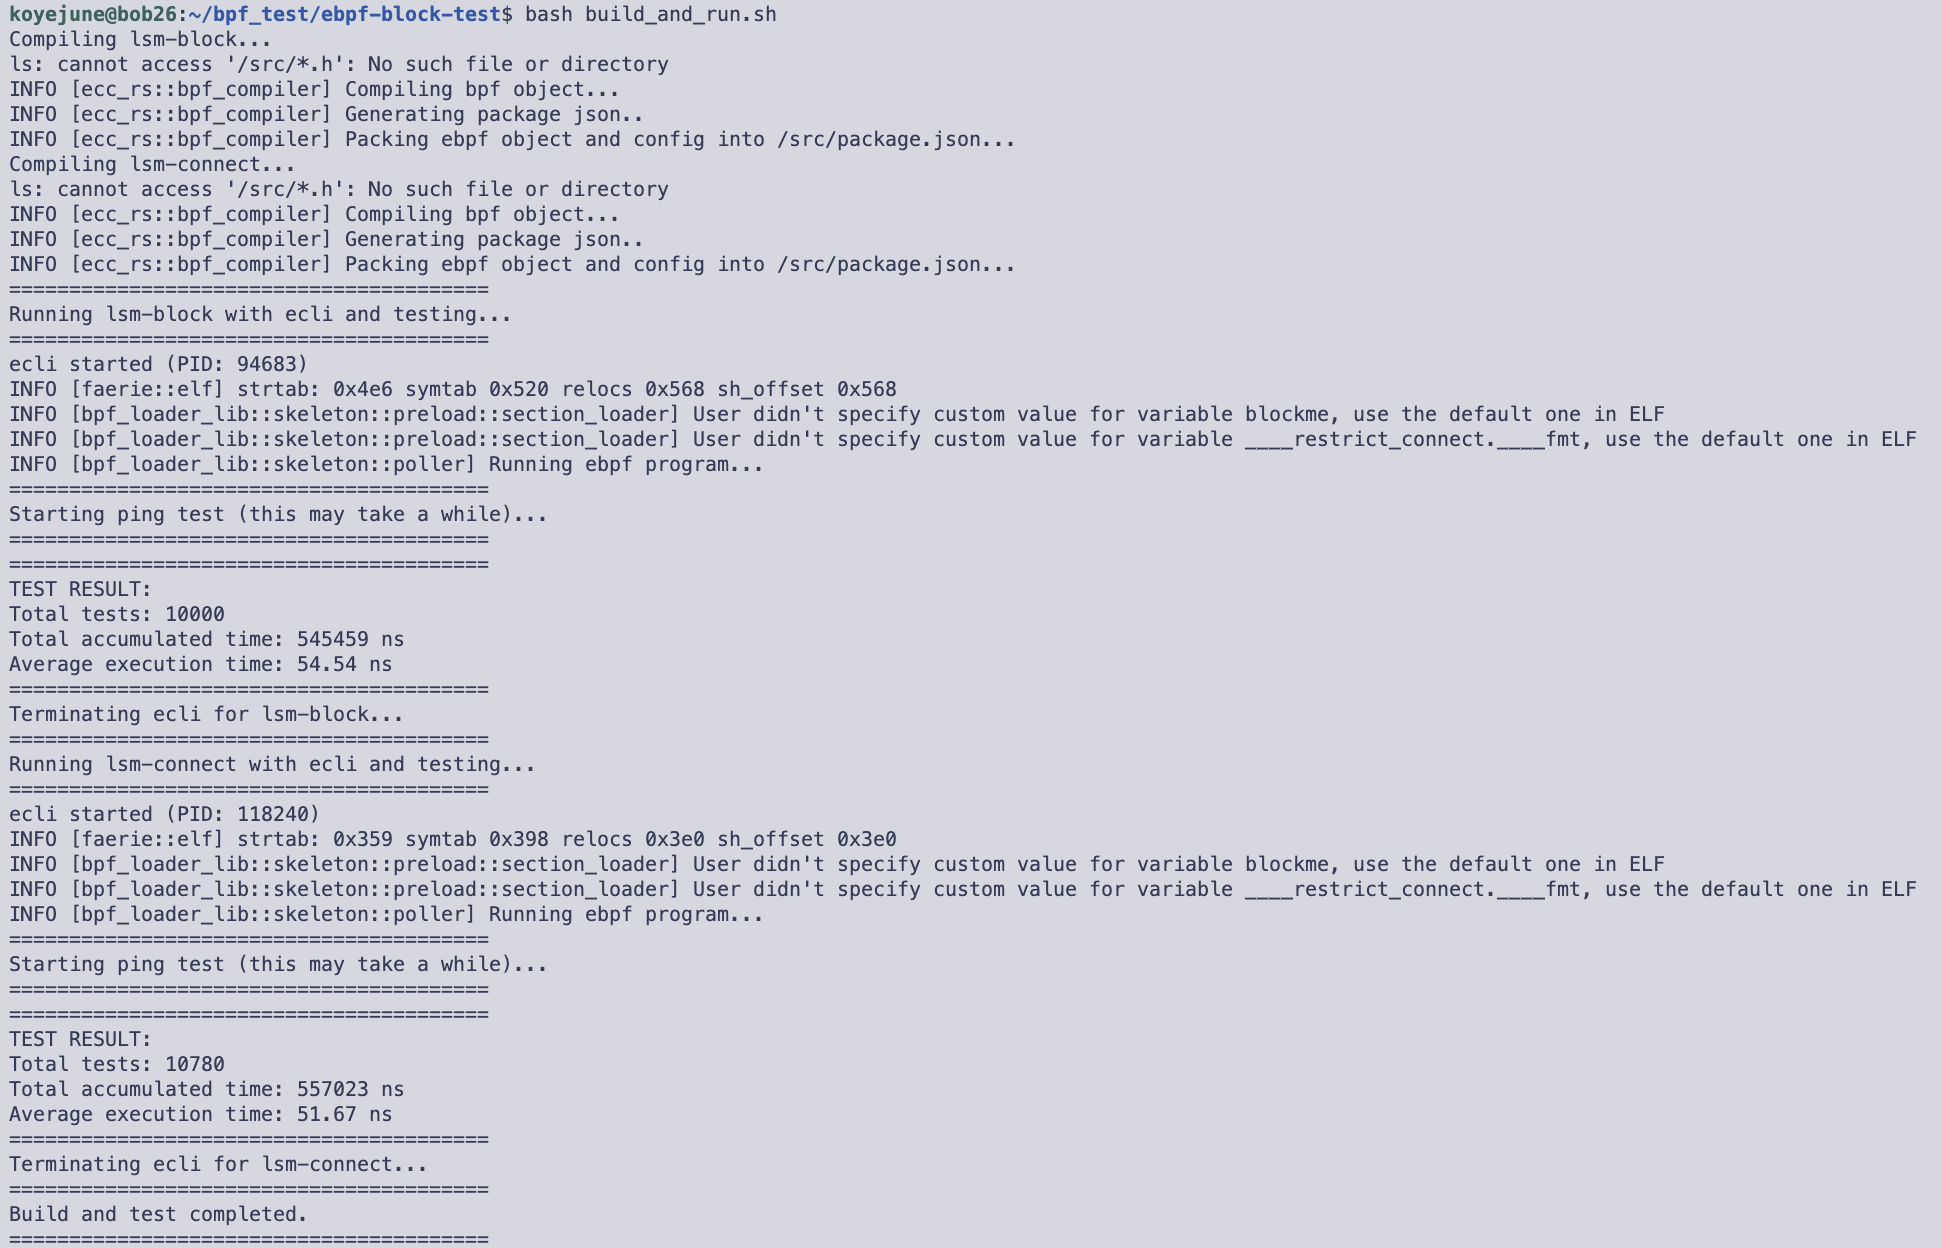 koyejune@bob26:~/bpf_test/ebpf-block-test$ bash build_and_run.sh
Compiling lsm-block...
ls: cannot access '/src/*.h': No such file or directory
INFO [ecc_rs::bpf_compiler] Compiling bpf object...
INFO [ecc_rs::bpf_compiler] Generating package json..
INFO [ecc_rs::bpf_compiler] Packing ebpf object and config into /src/package.json...
Compiling lsm-connect...
ls: cannot access '/src/*.h': No such file or directory
INFO [ecc_rs::bpf_compiler] Compiling bpf object...
INFO [ecc_rs::bpf_compiler] Generating package json..
INFO [ecc_rs::bpf_compiler] Packing ebpf object and config into /src/package.json...
========================================
Running lsm-block with ecli and testing...
========================================
ecli started (PID: 94683)
INFO [faerie::elf] strtab: 0x4e6 symtab 0x520 relocs 0x568 sh_offset 0x568
INFO [bpf_loader_lib::skeleton::preload::section_loader] User didn't specify custom value for variable blockme, use the default one in ELF
INFO [bpf_loader_lib::skeleton::preload::section_loader] User didn't specify custom value for variable ____restrict_connect.____fmt, use the default one in ELF
INFO [bpf_loader_lib::skeleton::poller] Running ebpf program...
========================================
Starting ping test (this may take a while)...
========================================
========================================
TEST RESULT:
Total tests: 10000
Total accumulated time: 545459 ns
Average execution time: 54.54 ns
========================================
Terminating ecli for lsm-block...
========================================
Running lsm-connect with ecli and testing...
========================================
ecli started (PID: 118240)
INFO [faerie::elf] strtab: 0x359 symtab 0x398 relocs 0x3e0 sh_offset 0x3e0
INFO [bpf_loader_lib::skeleton::preload::section_loader] User didn't specify custom value for variable blockme, use the default one in ELF
INFO [bpf_loader_lib::skeleton::preload::section_loader] User didn't specify custom value for variable ____restrict_connect.____fmt, use the default one in ELF
INFO [bpf_loader_lib::skeleton::poller] Running ebpf program...
========================================
Starting ping test (this may take a while)...
========================================
========================================
TEST RESULT:
Total tests: 10780
Total accumulated time: 557023 ns
Average execution time: 51.67 ns
========================================
Terminating ecli for lsm-connect...
========================================
Build and test completed.
========================================